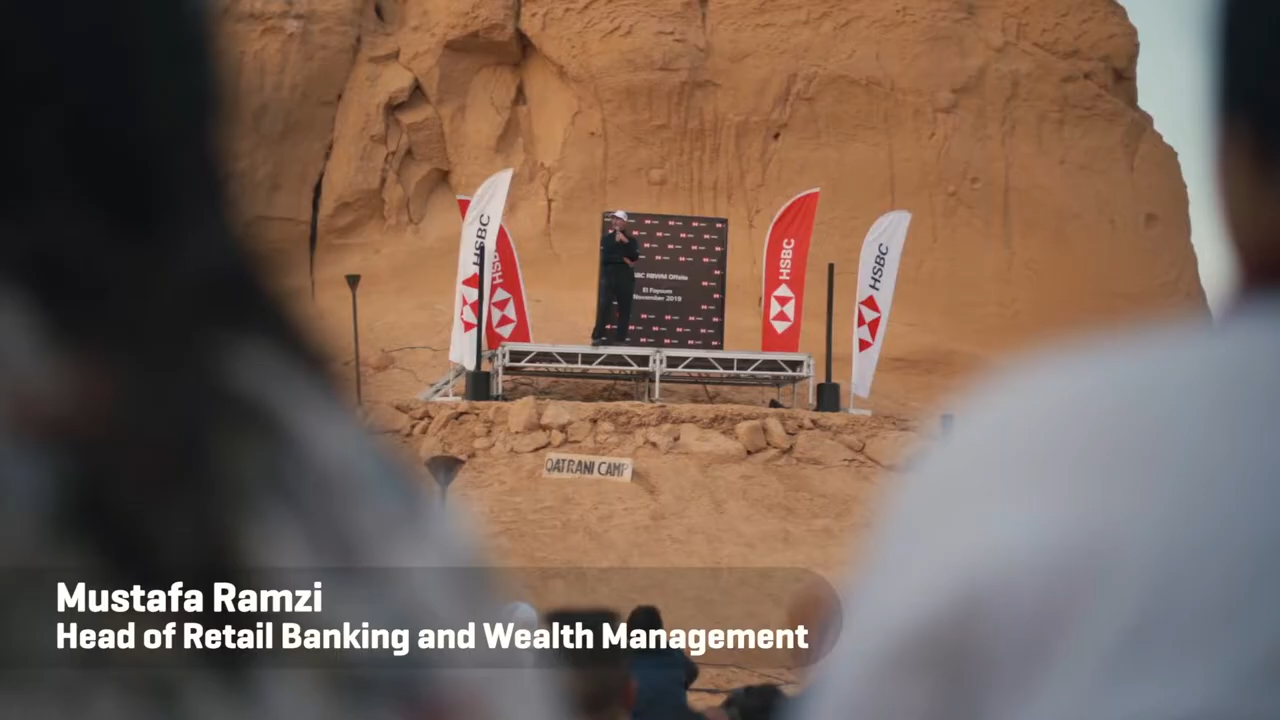 HSBC
HSBC
HSBC
HSBC
HSBC RBWM Offsite
El Fayoum
November 2019
QATRANI CAMP
Mustafa Ramzi
Head of Retail Banking and Wealth Management